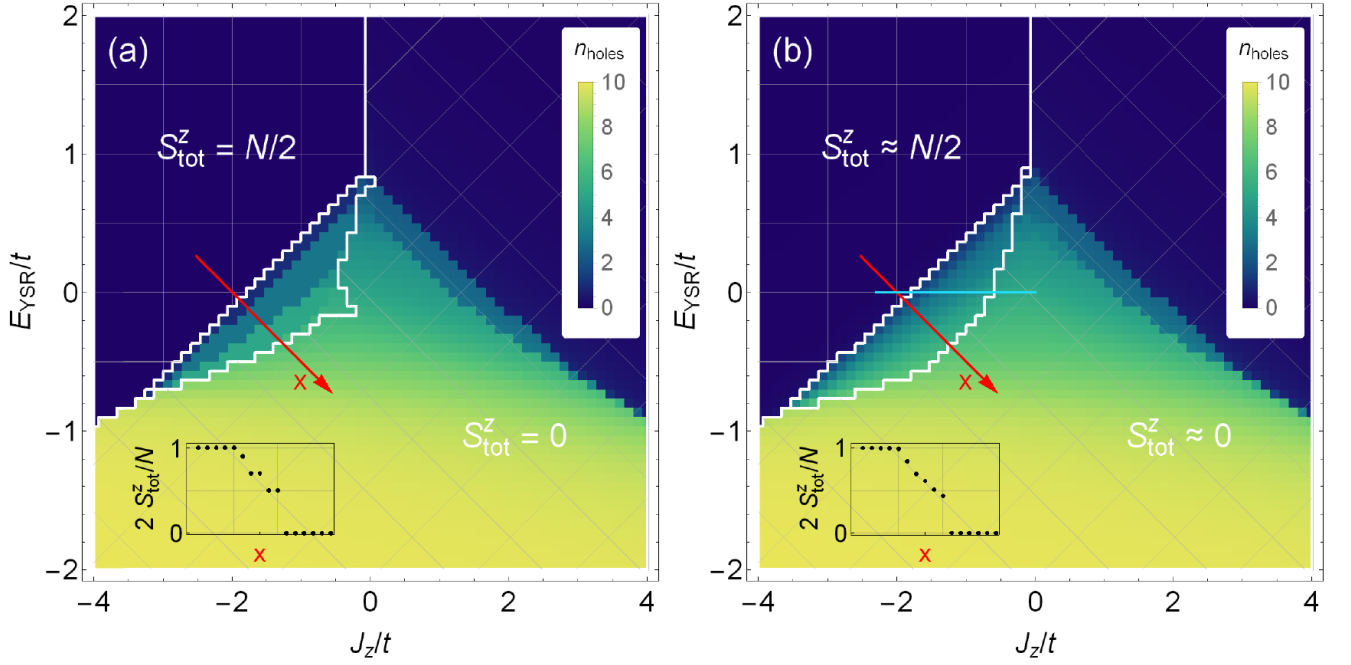 (a)
n_holes
10
8
6
4
2
0
S^z_tot = N/2
S^z_tot = 0
x
2
1
0
−1
−2
E_YSR/t
−4
−2
0
2
4
J_z/t
2 S^z_tot/N
1
0
x
(b)
n_holes
10
8
6
4
2
0
S^z_tot ≈ N/2
S^z_tot ≈ 0
x
2
1
0
−1
−2
E_YSR/t
−4
−2
0
2
4
J_z/t
2 S^z_tot/N
1
0
x